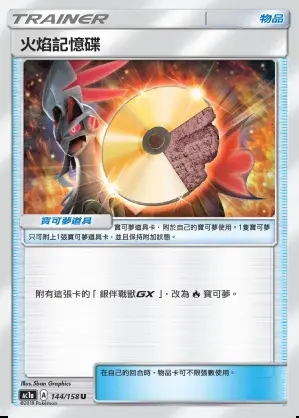 TRAINER 物品
火焰記憶碟
寶可夢道具
寶可夢道具卡，附於自己的寶可夢使用。1隻寶可夢
只可附上1張寶可夢道具卡，並且保持附加狀態。
附有這張卡的「銀伴戰獸GX」，改為 寶可夢。
在自己的回合時，物品卡可不限張數使用。
Illus. 5ban Graphics
AC1a A 144/158 U
©2018 Pokémon